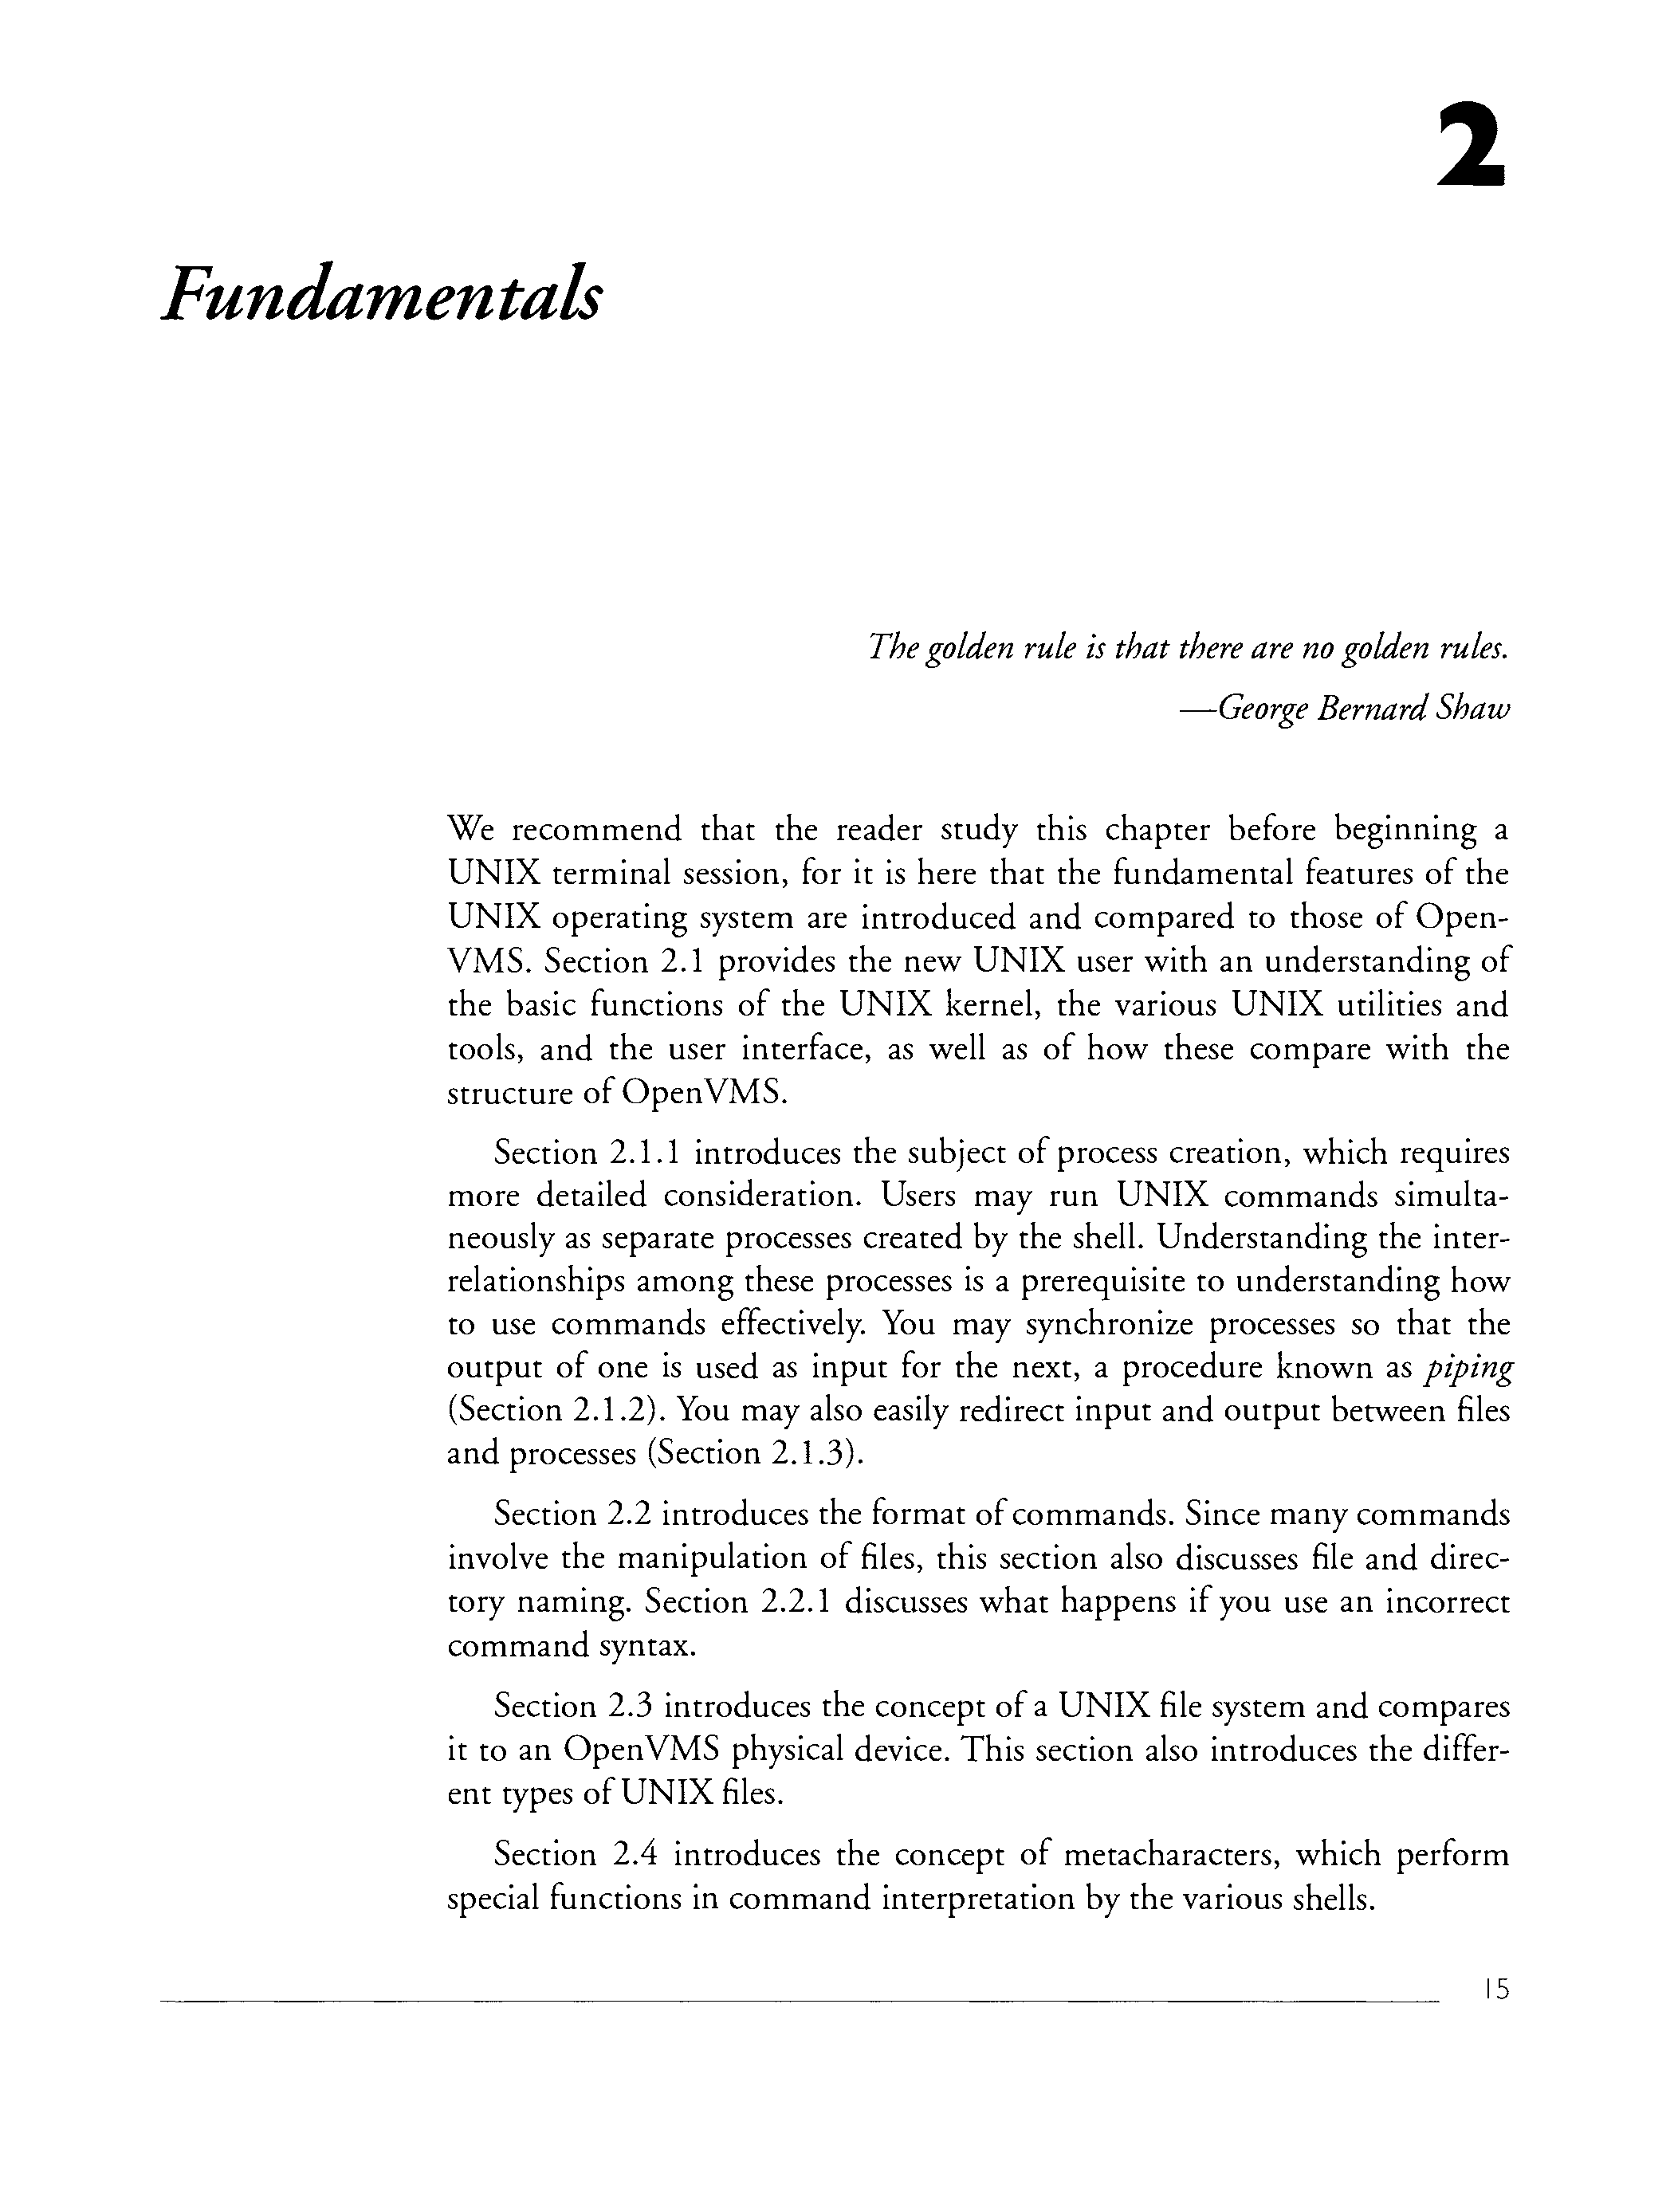 2
Fundamentals
The golden rule is that there are no golden rules.
—George Bernard Shaw
We recommend that the reader study this chapter before beginning a
UNIX terminal session, for it is here that the fundamental features of the
UNIX operating system are introduced and compared to those of Open-
VMS. Section 2.1 provides the new UNIX user with an understanding of
the basic functions of the UNIX kernel, the various UNIX utilities and
tools, and the user interface, as well as of how these compare with the
structure of OpenVMS.
Section 2.1.1 introduces the subject of process creation, which requires
more detailed consideration. Users may run UNIX commands simulta-
neously as separate processes created by the shell. Understanding the inter-
relationships among these processes is a prerequisite to understanding how
to use commands effectively. You may synchronize processes so that the
output of one is used as input for the next, a procedure known as piping
(Section 2.1.2). You may also easily redirect input and output between files
and processes (Section 2.1.3).
Section 2.2 introduces the format of commands. Since many commands
involve the manipulation of files, this section also discusses file and direc-
tory naming. Section 2.2.1 discusses what happens if you use an incorrect
command syntax.
Section 2.3 introduces the concept of a UNIX file system and compares
it to an OpenVMS physical device. This section also introduces the differ-
ent types of UNIX files.
Section 2.4 introduces the concept of metacharacters, which perform
special functions in command interpretation by the various shells.
15